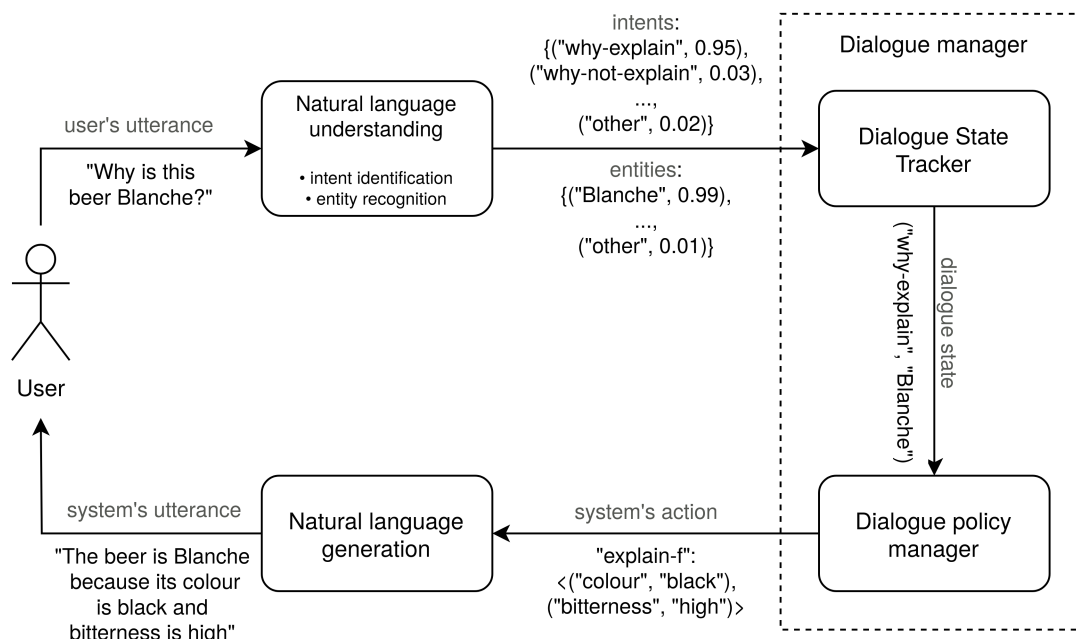 intents:
{("why-explain", 0.95),
("why-not-explain", 0.03),
...,
("other", 0.02)}
Dialogue manager
user's utterance
"Why is this
beer Blanche?"
Natural language
understanding
• intent identification
• entity recognition
entities:
{("Blanche", 0.99),
...,
("other", 0.01)}
Dialogue State
Tracker
dialogue state
("why-explain", "Blanche")
User
system's utterance
"The beer is Blanche
because its colour
is black and
bitterness is high"
Natural language
generation
system's action
"explain-f":
<("colour", "black"),
("bitterness", "high")>
Dialogue policy
manager